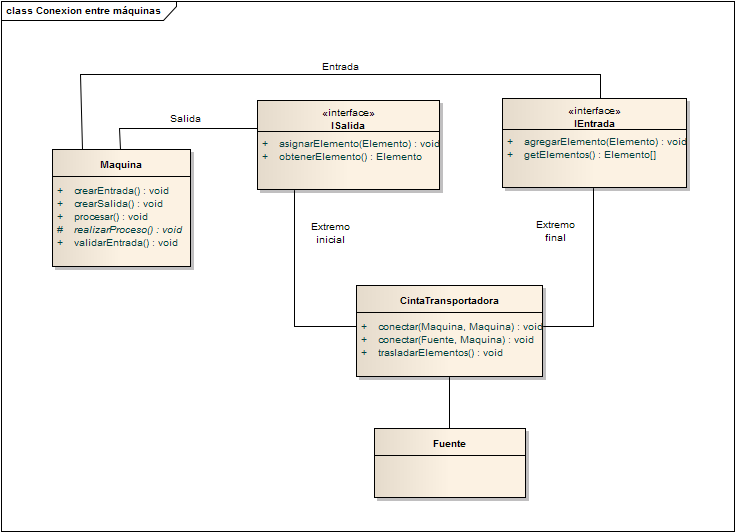 class Conexion entre máquinas
Entrada
Salida
«interface»
ISalida
+ asignarElemento(Elemento) : void
+ obtenerElemento() : Elemento
«interface»
IEntrada
+ agregarElemento(Elemento) : void
+ getElementos() : Elemento[]
Maquina
+ crearEntrada() : void
+ crearSalida() : void
+ procesar() : void
# realizarProceso() : void
+ validarEntrada() : void
Extremo
inicial
Extremo
final
CintaTransportadora
+ conectar(Maquina, Maquina) : void
+ conectar(Fuente, Maquina) : void
+ trasladarElementos() : void
Fuente